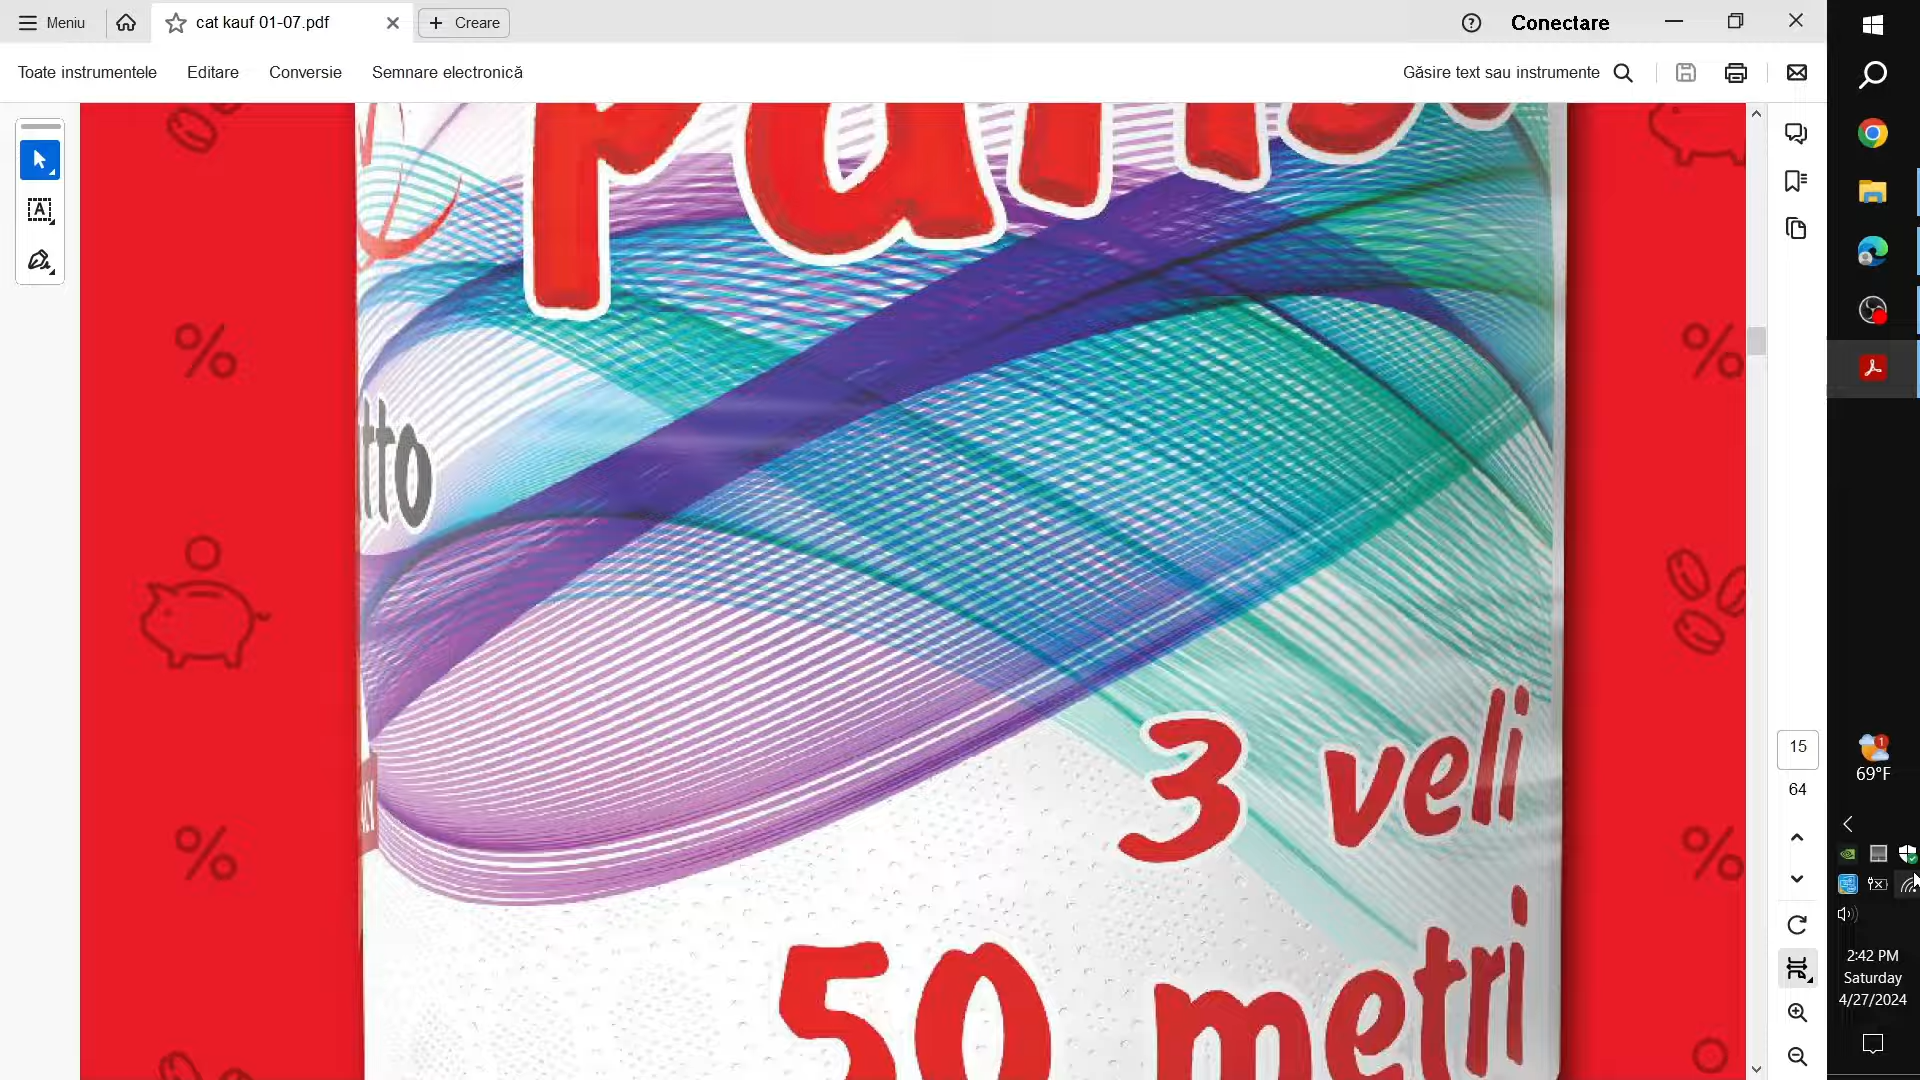 Meniu
cat kauf 01-07.pdf
Creare
Conectare
Toate instrumentele
Editare
Conversie
Semnare electronică
Găsire text sau instrumente
A
tto
3 veli
50 metri
15
64
1
69°F
2:42 PM
Saturday
4/27/2024